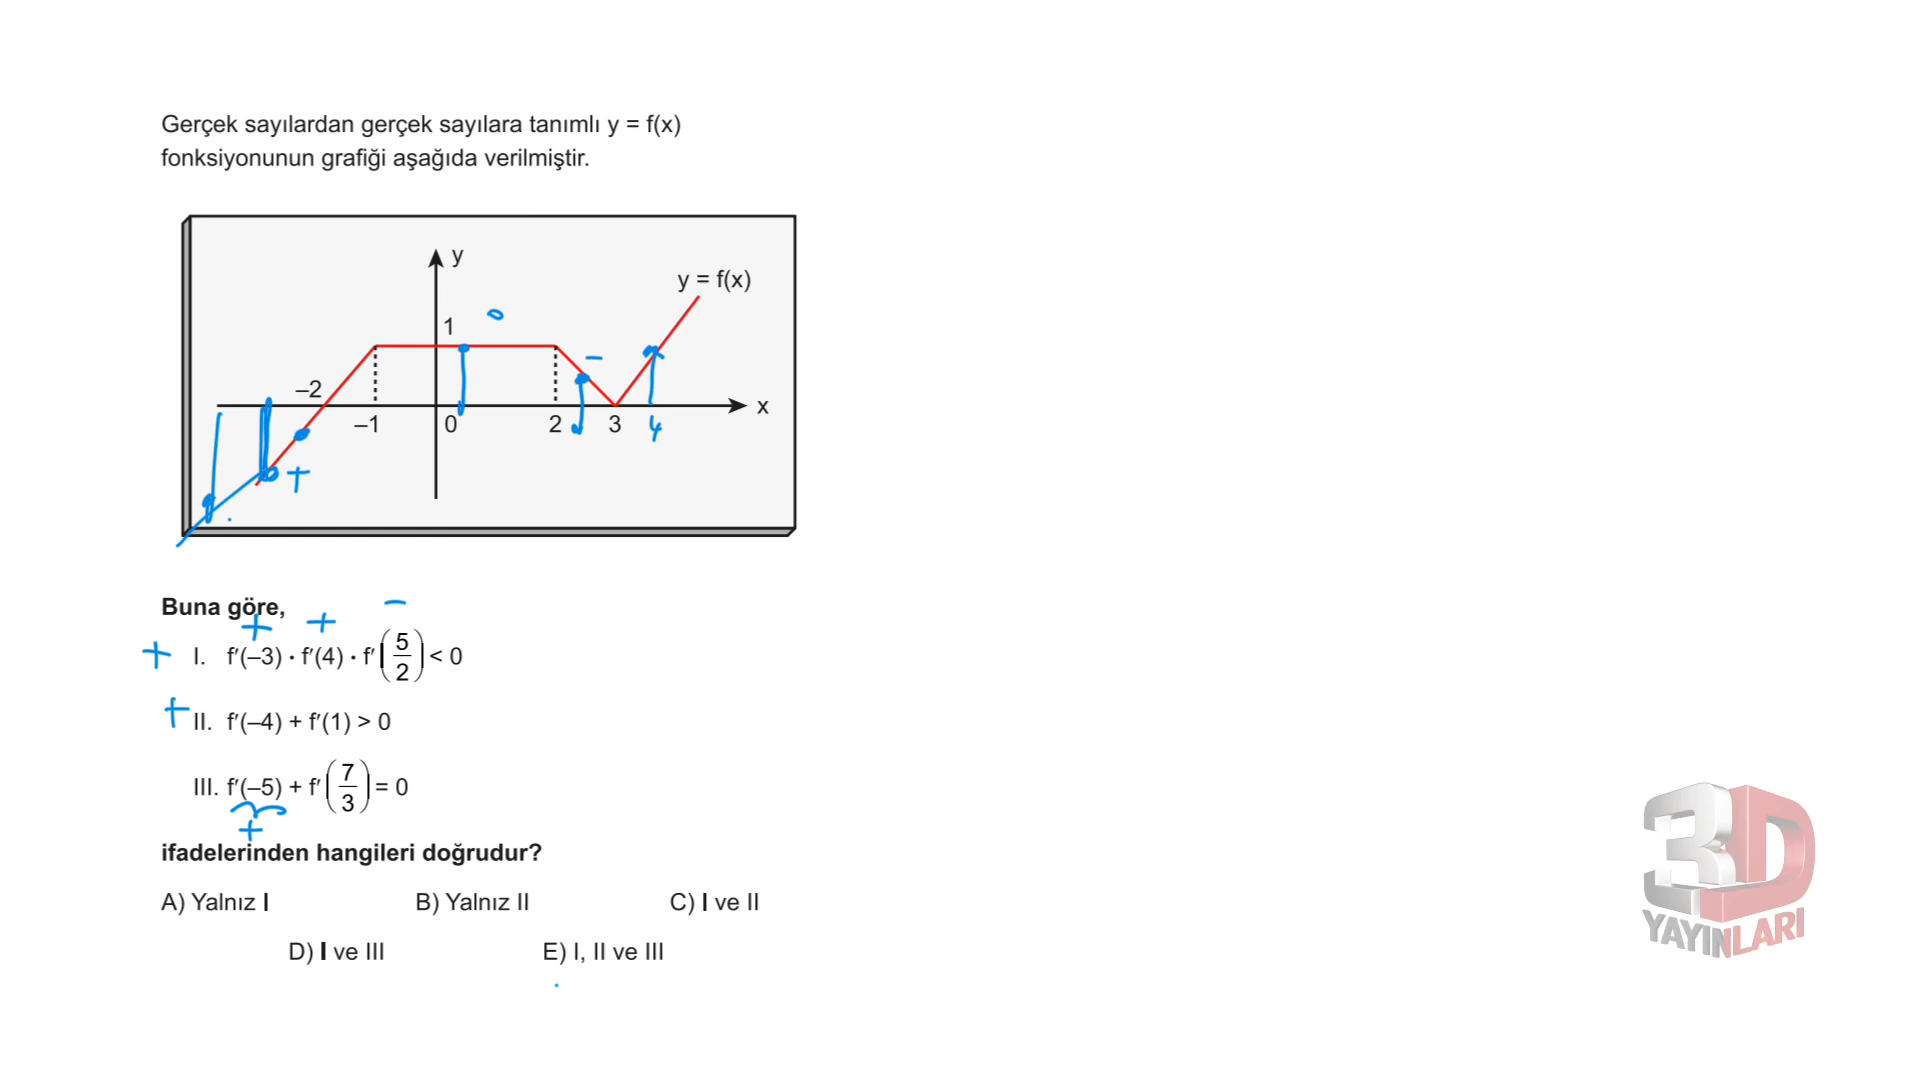 Gerçek sayılardan gerçek sayılara tanımlı y = f(x)
fonksiyonunun grafiği aşağıda verilmiştir.
y
y = f(x)
1
–2
–1
0
2
3
4
x
+
0
–
Buna göre,
+ + –
+ I. f′(–3) · f′(4) · f′(5/2) < 0
+ II. f′(–4) + f′(1) > 0
III. f′(–5) + f′(7/3) = 0
+
ifadelerinden hangileri doğrudur?
A) Yalnız I B) Yalnız II C) I ve II
D) I ve III E) I, II ve III
3D
YAYINLARI